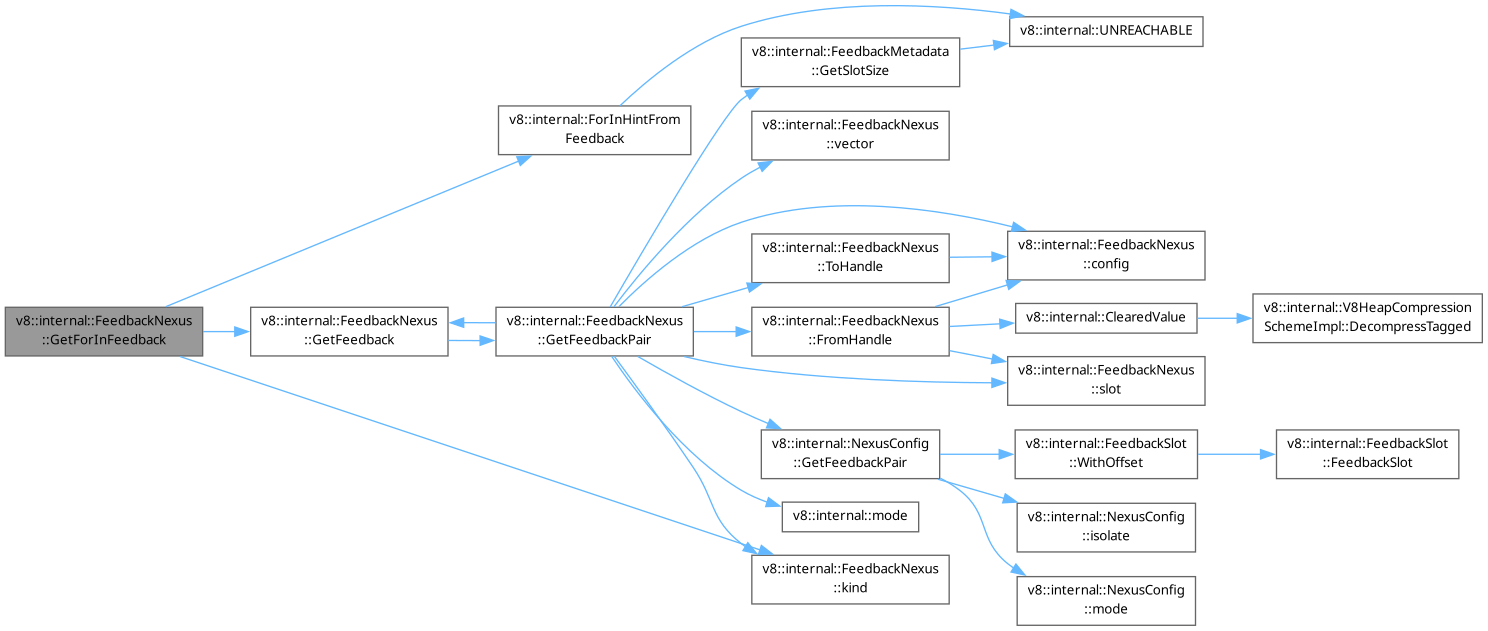 v8::internal::FeedbackNexus
::GetForInFeedback
v8::internal::ForInHintFrom
Feedback
v8::internal::FeedbackNexus
::GetFeedback
v8::internal::FeedbackNexus
::GetFeedbackPair
v8::internal::FeedbackMetadata
::GetSlotSize
v8::internal::FeedbackNexus
::vector
v8::internal::FeedbackNexus
::ToHandle
v8::internal::FeedbackNexus
::FromHandle
v8::internal::NexusConfig
::GetFeedbackPair
v8::internal::mode
v8::internal::FeedbackNexus
::kind
v8::internal::UNREACHABLE
v8::internal::FeedbackNexus
::config
v8::internal::ClearedValue
v8::internal::FeedbackNexus
::slot
v8::internal::FeedbackSlot
::WithOffset
v8::internal::NexusConfig
::isolate
v8::internal::NexusConfig
::mode
v8::internal::V8HeapCompression
SchemeImpl::DecompressTagged
v8::internal::FeedbackSlot
::FeedbackSlot